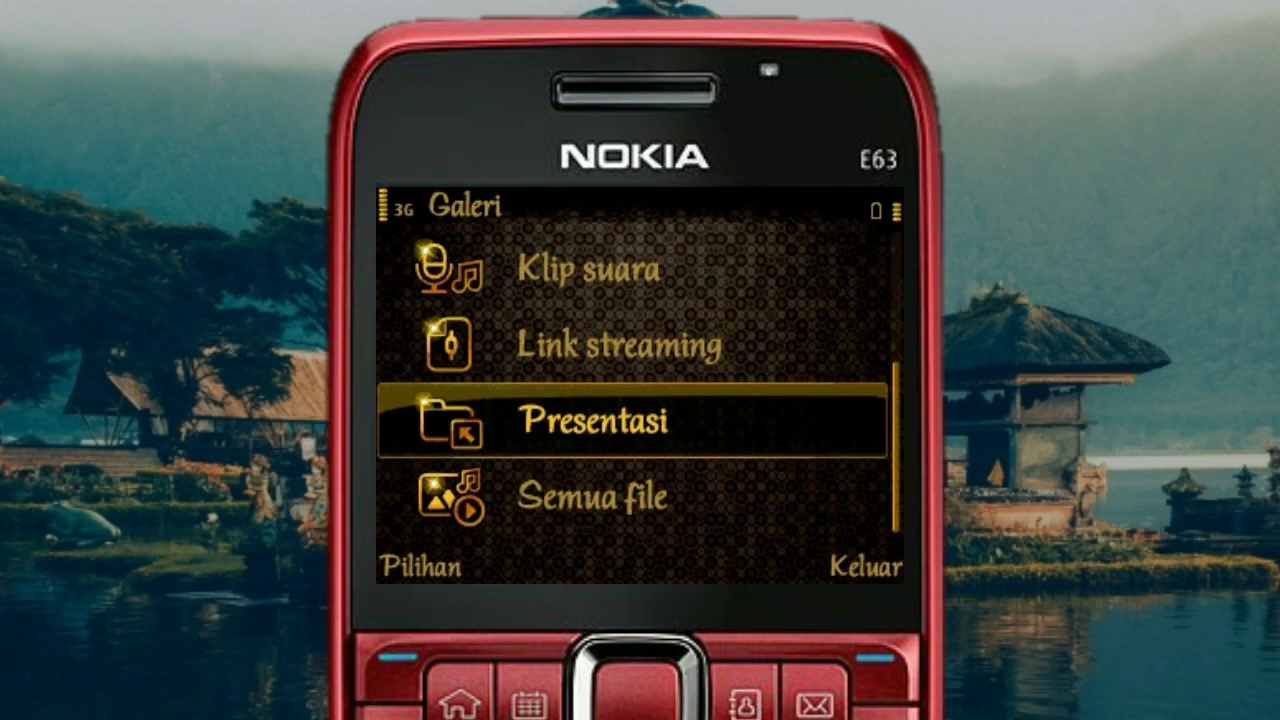 NOKIA
E63
3G Galeri
Klip suara
Link streaming
Presentasi
Semua file
Pilihan Keluar